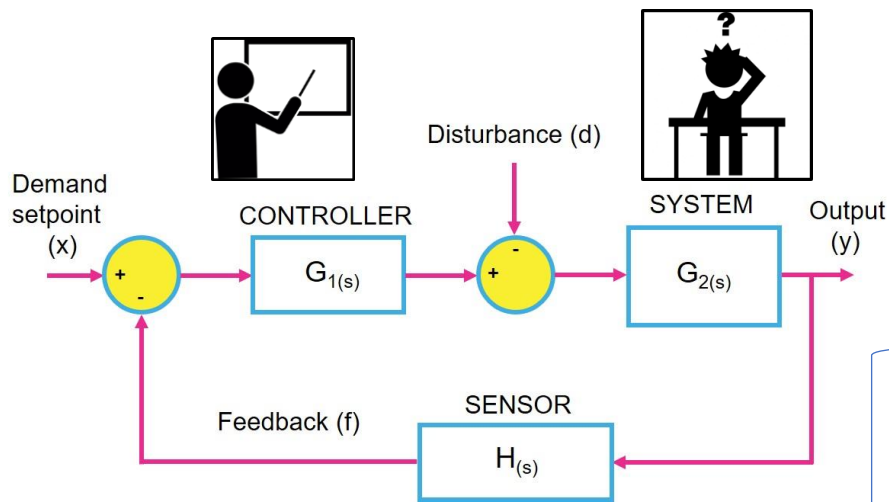 ?
Disturbance (d)
Demand
setpoint
(x)
CONTROLLER
SYSTEM
Output
(y)
+
-
G1(s)
-
+
G2(s)
SENSOR
Feedback (f)
H(s)